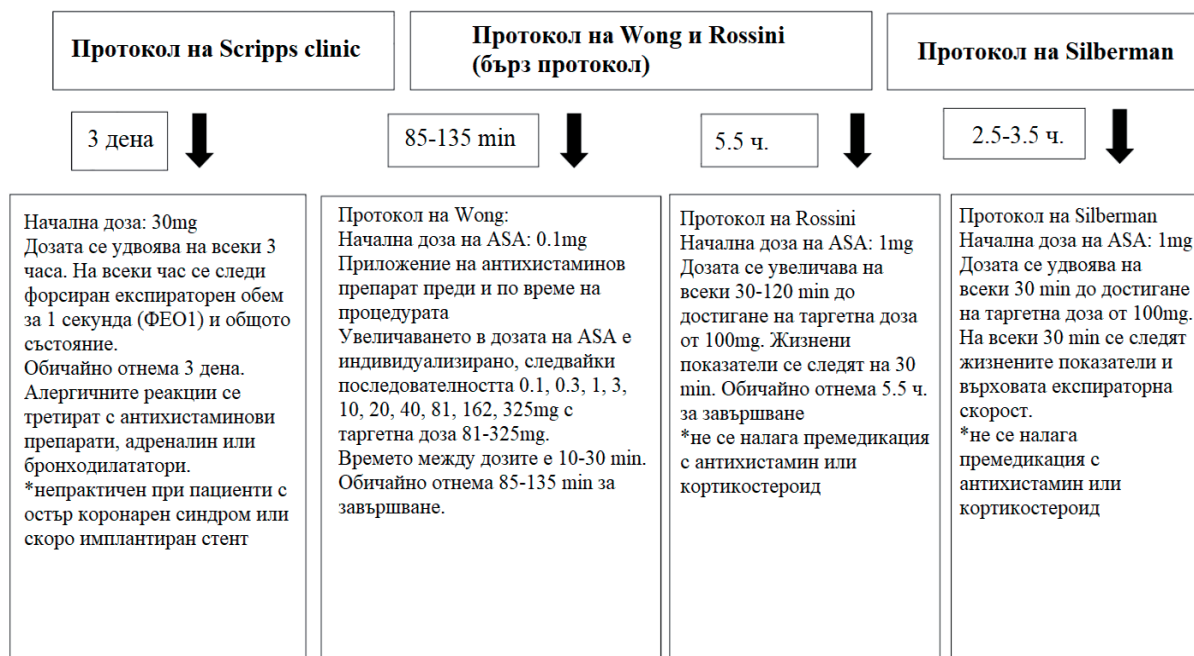 Протокол на Scripps clinic
Протокол на Wong и Rossini
(бърз протокол)
Протокол на Silberman
3 дена
85-135 min
5.5 ч.
2.5-3.5 ч.
Начална доза: 30mg
Дозата се удвоява на всеки 3
часа. На всеки час се следи
форсиран експираторен обем
за 1 секунда (ФЕО1) и общото
състояние.
Обичайно отнема 3 дена.
Алергичните реакции се
третират с антихистаминови
препарати, адреналин или
бронходилататори.
*непрактичен при пациенти с
остър коронарен синдром или
скоро имплантиран стент
Протокол на Wong:
Начална доза на ASA: 0.1mg
Приложение на антихистаминов
препарат преди и по време на
процедурата
Увеличаването в дозата на ASA е
индивидуализирано, следвайки
последователността 0.1, 0.3, 1, 3,
10, 20, 40, 81, 162, 325mg с
таргетна доза 81-325mg.
Времето между дозите е 10-30 min.
Обичайно отнема 85-135 min за
завършване.
Протокол на Rossini
Начална доза на ASA: 1mg
Дозата се увеличава на
всеки 30-120 min до
достигане на таргетна доза
от 100mg. Жизнени
показатели се следят на 30
min. Обичайно отнема 5.5 ч.
за завършване
*не се налага премедикация
с антихистамин или
кортикостероид
Протокол на Silberman
Начална доза на ASA: 1mg
Дозата се удвоява на
всеки 30 min до достигане
на таргетна доза от 100mg.
На всеки 30 min се следят
жизнените показатели и
върховата експираторна
скорост.
*не се налага
премедикация с
антихистамин или
кортикостероид